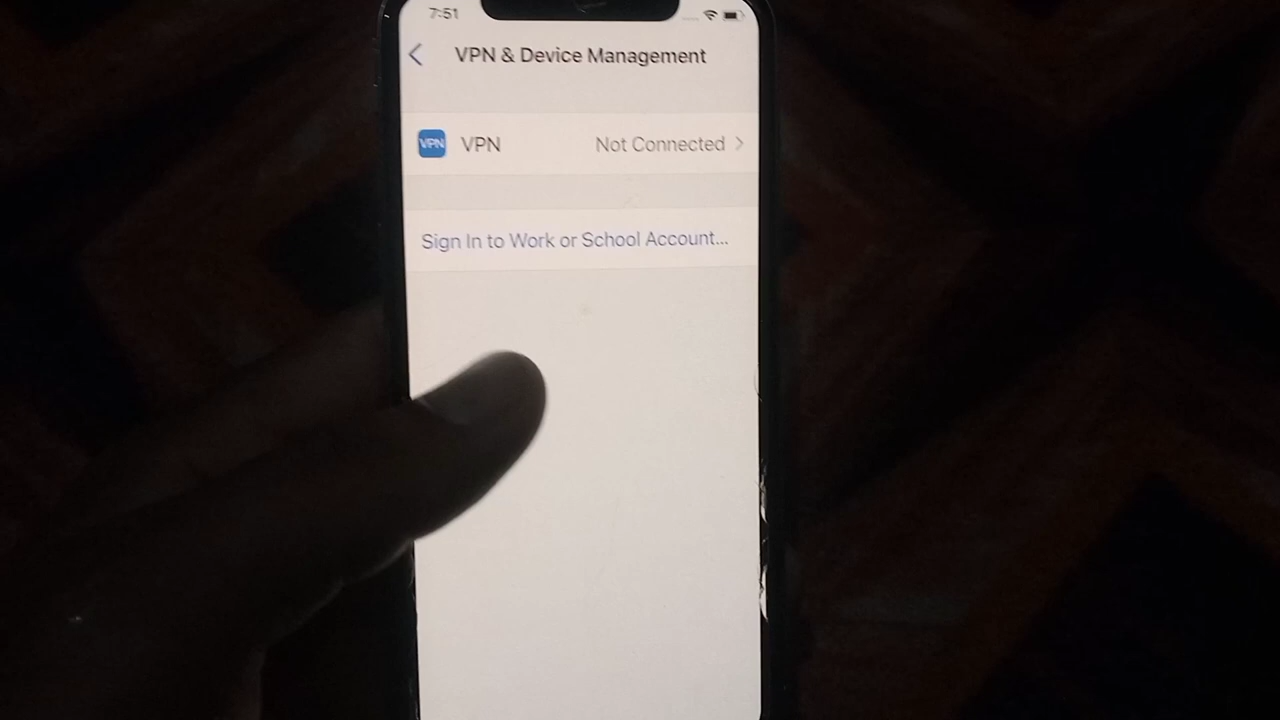 7:51
VPN & Device Management
VPN VPN Not Connected
Sign In to Work or School Account...